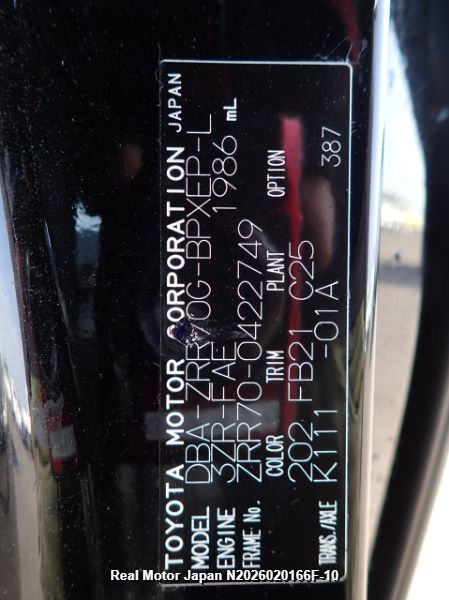 TOYOTA MOTOR CORPORATION JAPAN
MODEL DBA-ZRR70G-BPXEP-L
ENGINE 3ZR-FAE 1986 mL
FRAME No. ZRR70-0422749
COLOR TRIM PLANT OPTION
202 FB21 C25 387
TRANS./AXLE K111 -01A
Real Motor Japan N2026020166F-10